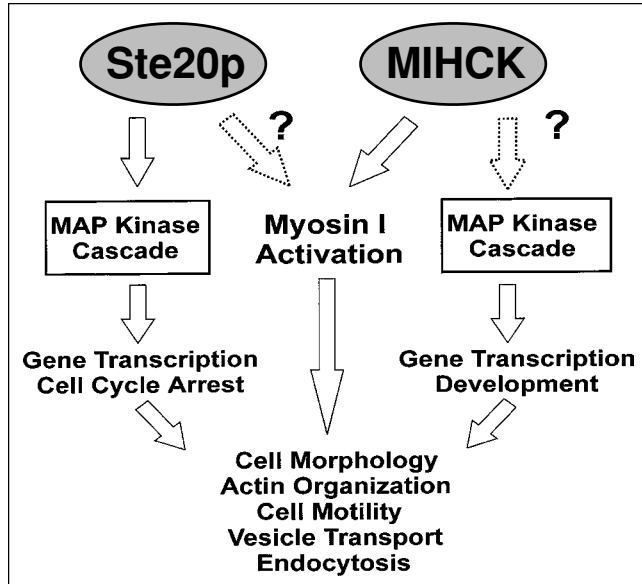 Ste20p
MIHCK
?
?
MAP Kinase
Cascade
Myosin I
Activation
MAP Kinase
Cascade
Gene Transcription
Cell Cycle Arrest
Gene Transcription
Development
Cell Morphology
Actin Organization
Cell Motility
Vesicle Transport
Endocytosis